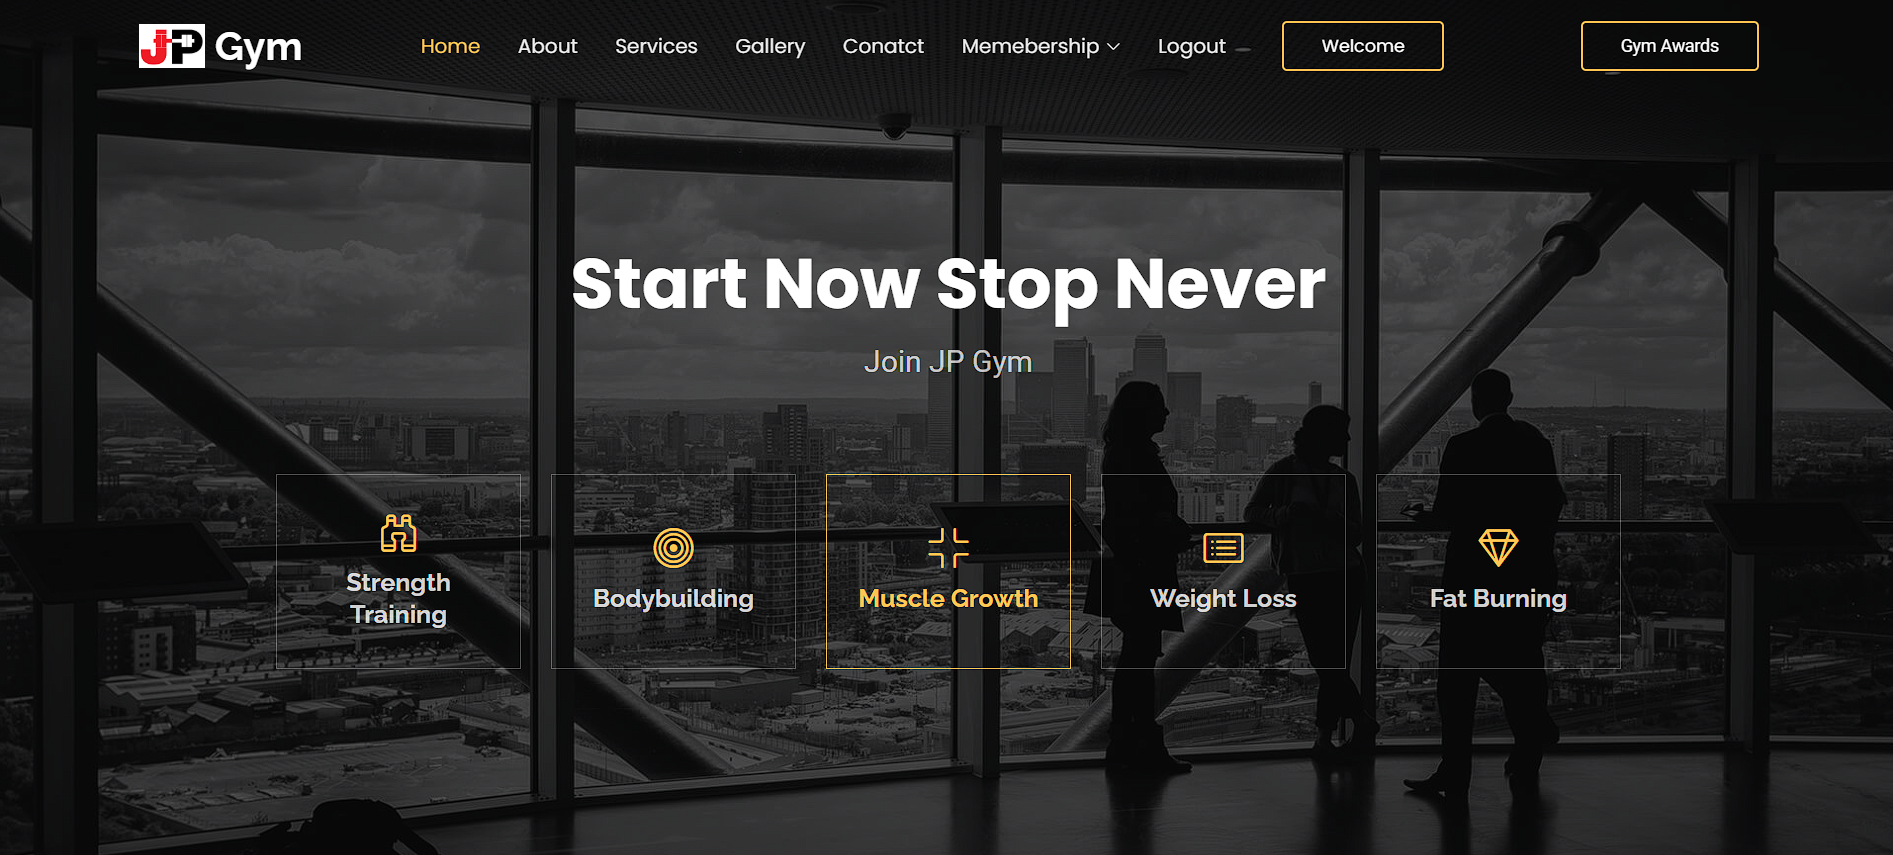 JP Gym
Home
About
Services
Gallery
Conatct
Memebership
Logout
Welcome
Gym Awards
Start Now Stop Never
Join JP Gym
Strength
Training
Bodybuilding
Muscle Growth
Weight Loss
Fat Burning